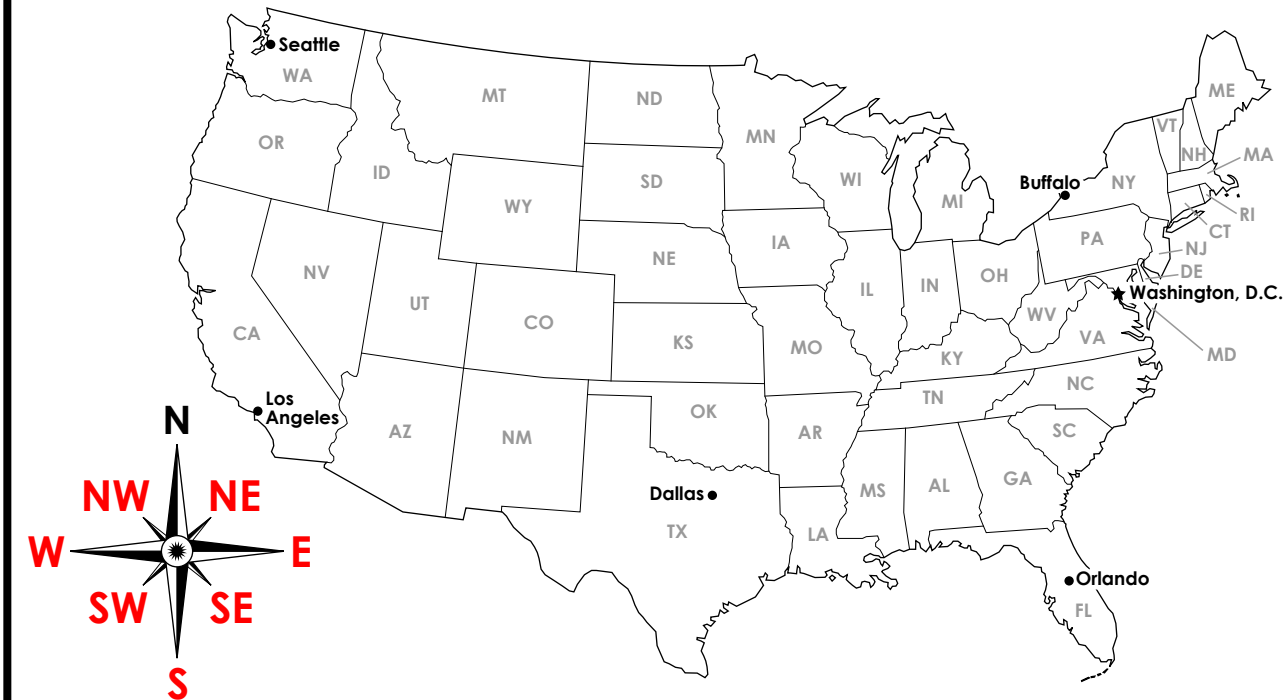 Seattle
WA
MT
ND
MN
ME
VT
NH
MA
OR
ID
SD
WI
MI
Buffalo
NY
WY
RI
CT
IA
PA
NJ
NE
NV
UT
IL
IN
OH
DE
Washington, D.C.
CO
WV
CA
KS
MO
VA
KY
MD
NC
TN
Los
Angeles
OK
N
AZ
NM
AR
SC
GA
NW
NE
Dallas
MS
AL
TX
LA
W
E
Orlando
SW
SE
FL
S